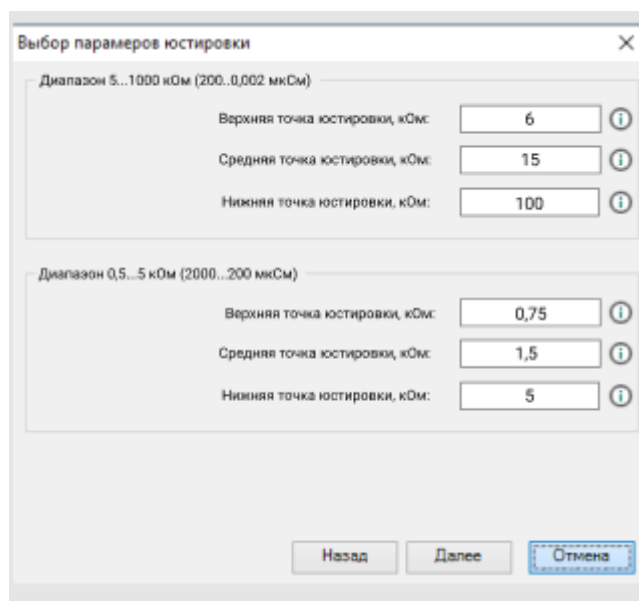 Выбор парамеров юстировки
Диапазон 5...1000 кОм (200..0,002 мкСм)
Верхняя точка юстировки, кОм: 6
Средняя точка юстировки, кОм: 15
Нижняя точка юстировки, кОм: 100
Диапазон 0,5...5 кОм (2000...200 мкСм)
Верхняя точка юстировки, кОм: 0,75
Средняя точка юстировки, кОм: 1,5
Нижняя точка юстировки, кОм: 5
Назад Далее Отмена